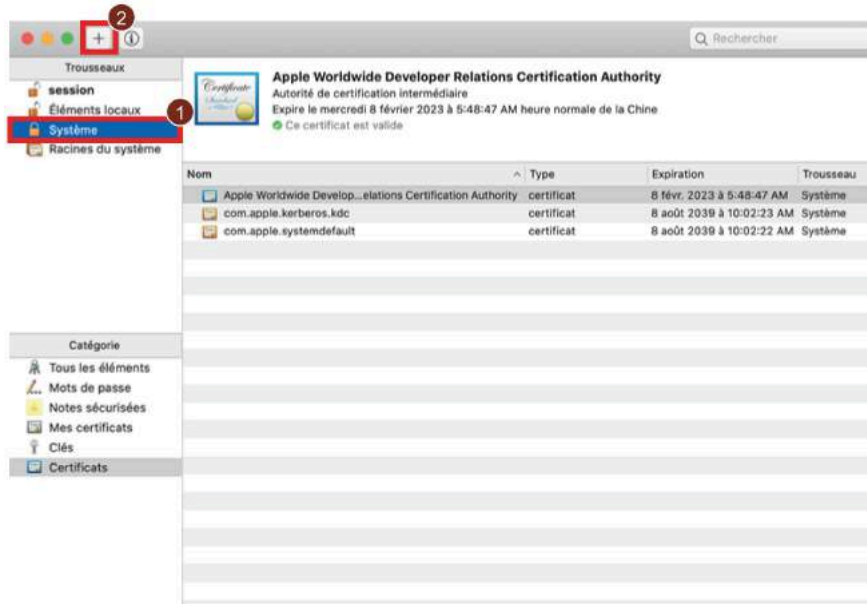 2
+
Rechercher
Trousseaux
session
Éléments locaux
1
Système
Racines du système
Certificate
Standard
Apple Worldwide Developer Relations Certification Authority
Autorité de certification intermédiaire
Expire le mercredi 8 février 2023 à 5:48:47 AM heure normale de la Chine
Ce certificat est valide
Nom Type Expiration Trousseau
Apple Worldwide Develop...elations Certification Authority certificat 8 févr. 2023 à 5:48:47 AM Système
com.apple.kerberos.kdc certificat 8 août 2039 à 10:02:23 AM Système
com.apple.systemdefault certificat 8 août 2039 à 10:02:22 AM Système
Catégorie
Tous les éléments
Mots de passe
Notes sécurisées
Mes certificats
Clés
Certificats